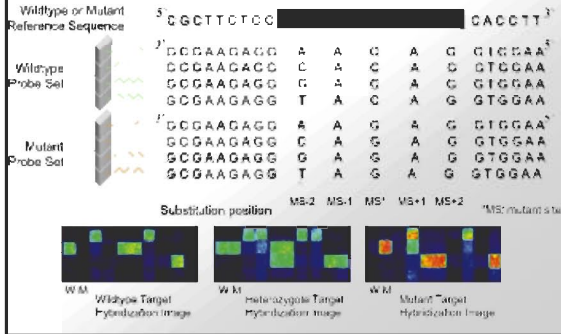 Wildtype or Mutant
Reference Sequence
5' CGCTTCTCC CACCTT 3'
3' 5'
GCGAAGAGG A A G A G GTGGAA
Wildtype
Probe Set
GCGAAGAGG A G GTGGAA
GCGAAGAGG G A G A G GTGGAA
GCGAAGAGG T A G A G GTGGAA
3' 5'
GCGAAGAGG A A G A G GTGGAA
Mutant
Probe Set
GCGAAGAGG C A G A G GTGGAA
GCGAAGAGG G A G A G GTGGAA
GCGAAGAGG T A G A G GTGGAA
Substitution position MS-2 MS-1 MS* MS+1 MS+2 *MS: mutant site
W M W M W M
Wildtype Target Heterozygote Target Mutant Target
Hybridization Image Hybridization Image Hybridization Image